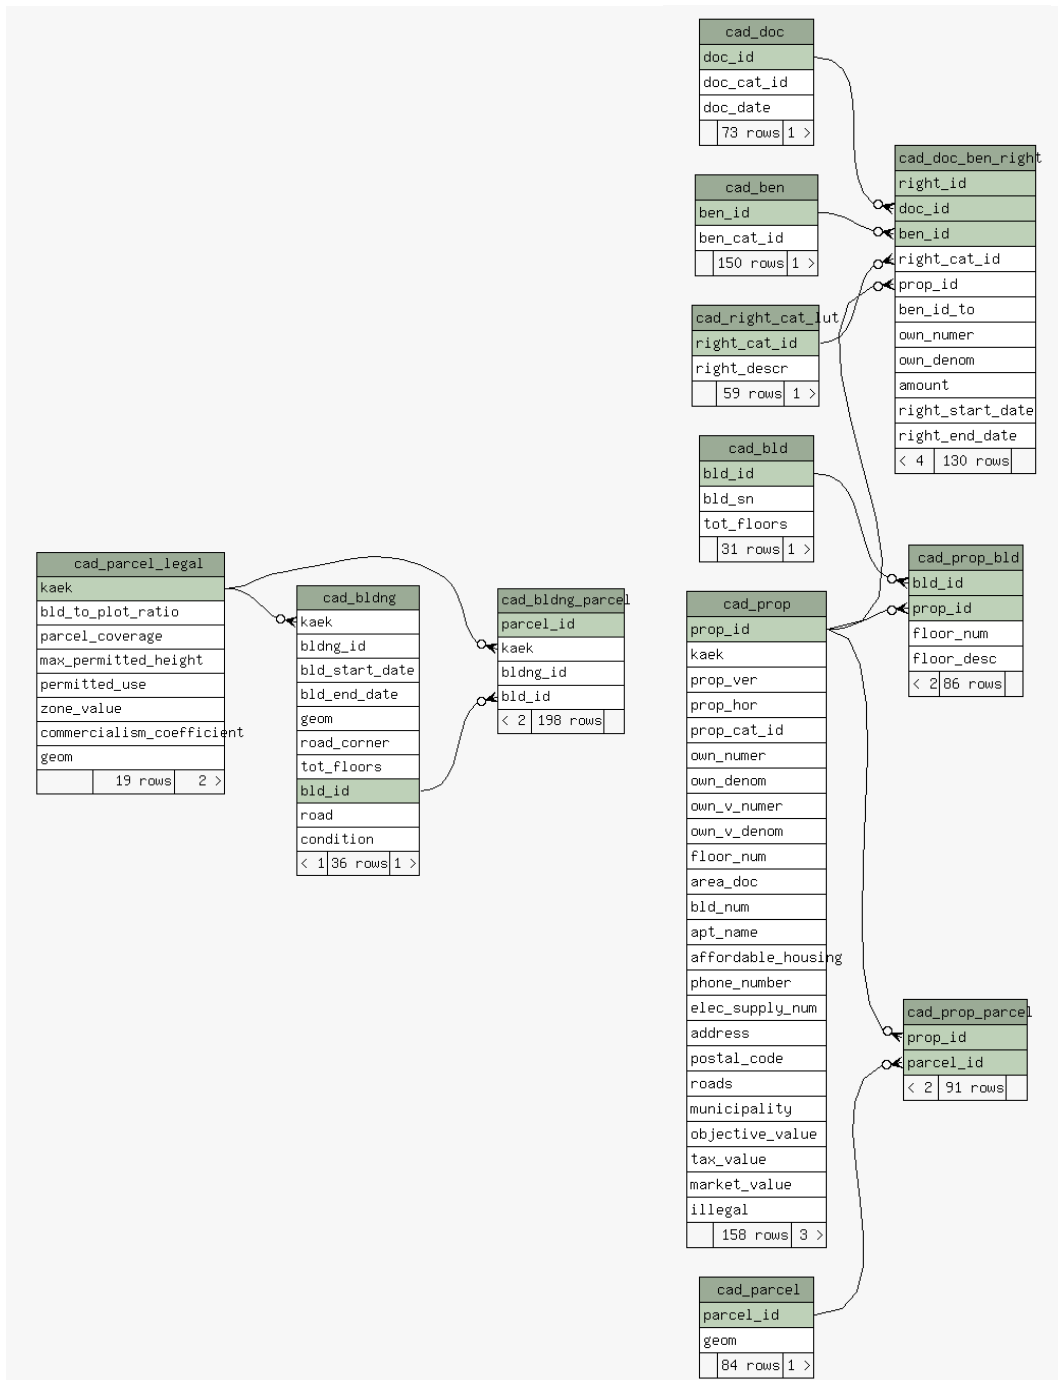 cad_doc
doc_id
doc_cat_id
doc_date
73 rows 1 >
cad_ben
ben_id
ben_cat_id
150 rows 1 >
cad_right_cat_lut
right_cat_id
right_descr
59 rows 1 >
cad_doc_ben_right
right_id
doc_id
ben_id
right_cat_id
prop_id
ben_id_to
own_numer
own_denom
amount
right_start_date
right_end_date
< 4 130 rows
cad_bld
bld_id
bld_sn
tot_floors
31 rows 1 >
cad_parcel_legal
kaek
bld_to_plot_ratio
parcel_coverage
max_permitted_height
permitted_use
zone_value
commercialism_coefficient
geom
19 rows 2 >
cad_bldng
kaek
bldng_id
bld_start_date
bld_end_date
geom
road_corner
tot_floors
bld_id
road
condition
< 1 36 rows 1 >
cad_bldng_parcel
parcel_id
kaek
bldng_id
bld_id
< 2 198 rows
cad_prop
prop_id
kaek
prop_ver
prop_hor
prop_cat_id
own_numer
own_denom
own_v_numer
own_v_denom
floor_num
area_doc
bld_num
apt_name
affordable_housing
phone_number
elec_supply_num
address
postal_code
roads
municipality
objective_value
tax_value
market_value
illegal
158 rows 3 >
cad_prop_bld
bld_id
prop_id
floor_num
floor_desc
< 2 86 rows
cad_prop_parcel
prop_id
parcel_id
< 2 91 rows
cad_parcel
parcel_id
geom
84 rows 1 >